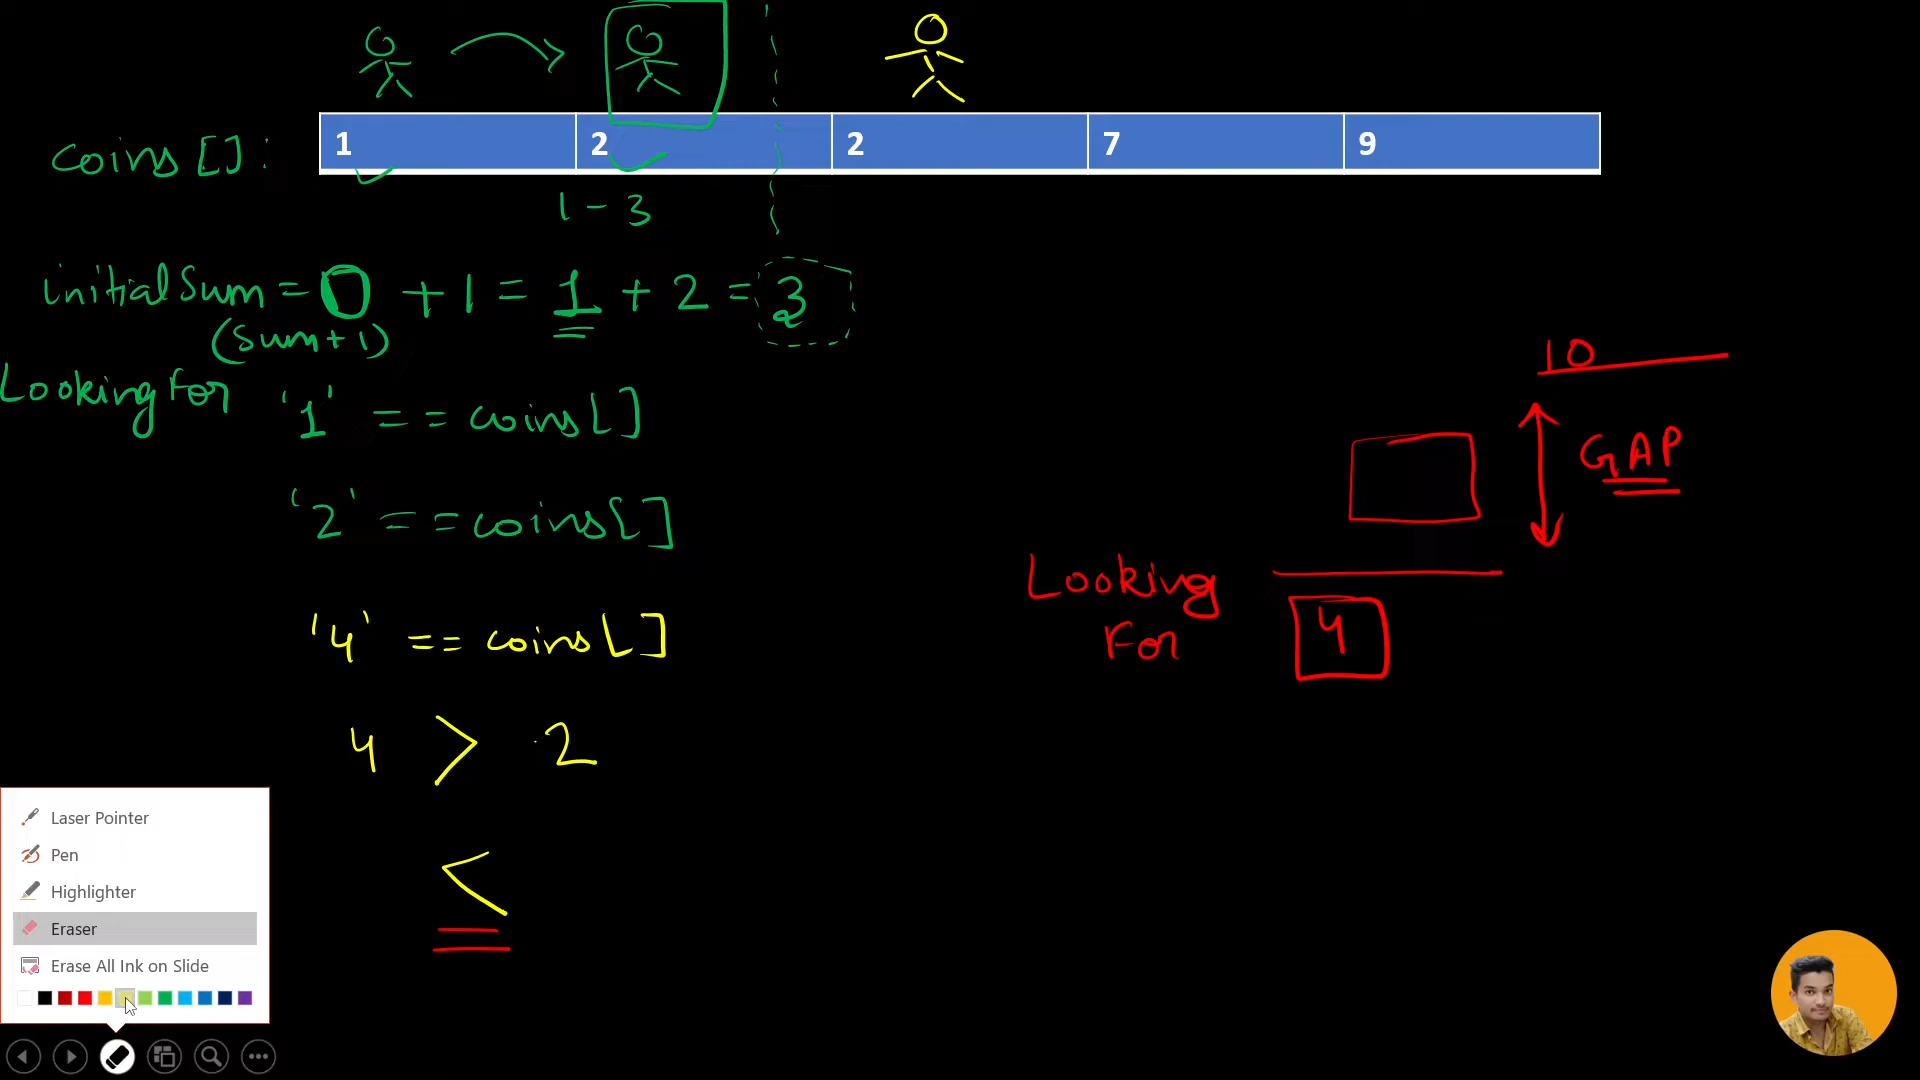 coins[]: 1 2 2 7 9
1 - 3
initialSum = 0 + 1 = 1 + 2 = 3
(sum+1)
10
Looking For '1' == coins[]
GAP
'2' == coins[]
Looking
For 4
'4' == coins[]
4 > 2
<
=
Laser Pointer
Pen
Highlighter
Eraser
Erase All Ink on Slide